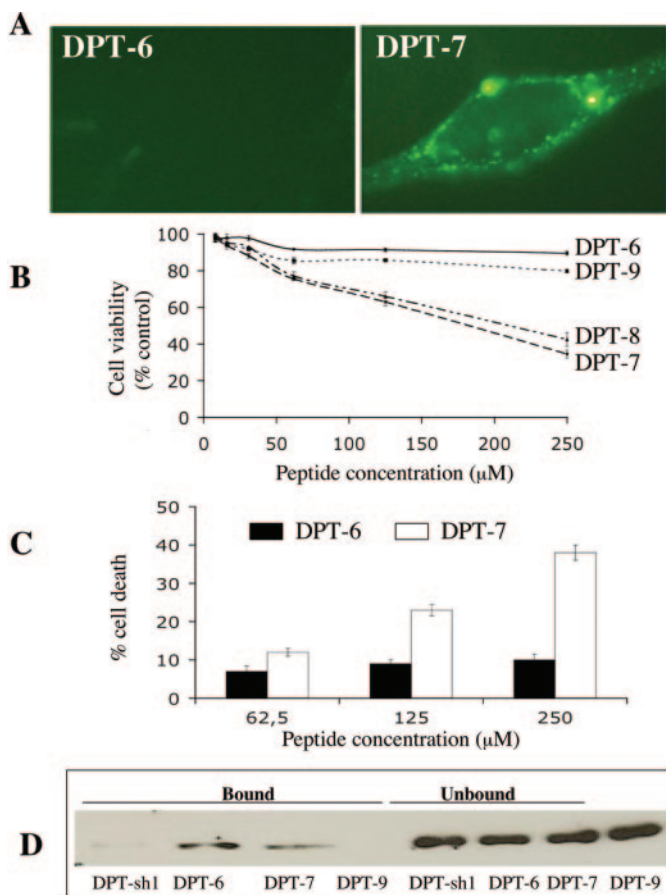 A
DPT-6
DPT-7
B
Cell viability
(% control)
100
80
60
40
20
0
DPT-6
DPT-9
DPT-8
DPT-7
0 50 100 150 200 250
Peptide concentration (μM)
C
% cell death
50
40
30
20
10
0
DPT-6 DPT-7
62,5 125 250
Peptide concentration (μM)
D
Bound Unbound
DPT-sh1 DPT-6 DPT-7 DPT-9 DPT-sh1 DPT-6 DPT-7 DPT-9